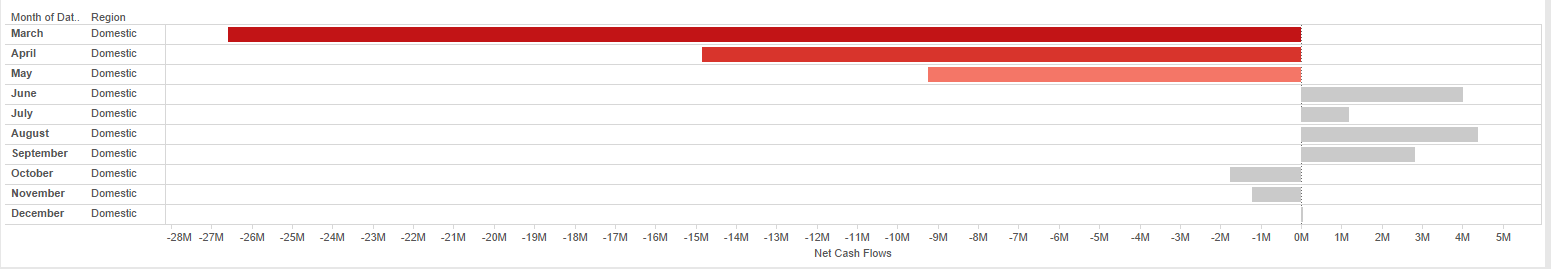 Month of Dat.. Region
March Domestic
April Domestic
May Domestic
June Domestic
July Domestic
August Domestic
September Domestic
October Domestic
November Domestic
December Domestic
-28M -27M -26M -25M -24M -23M -22M -21M -20M -19M -18M -17M -16M -15M -14M -13M -12M -11M -10M -9M -8M -7M -6M -5M -4M -3M -2M -1M 0M 1M 2M 3M 4M 5M
Net Cash Flows